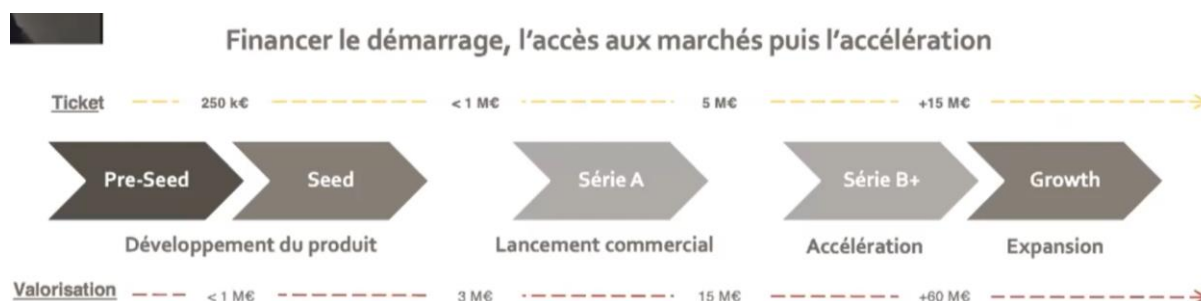 Financer le démarrage, l'accès aux marchés puis l'accélération
Ticket 250 k€ < 1 M€ 5 M€ +15 M€
Pre-Seed Seed Série A Série B+ Growth
Développement du produit Lancement commercial Accélération Expansion
Valorisation < 1 M€ 3 M€ 15 M€ +60 M€